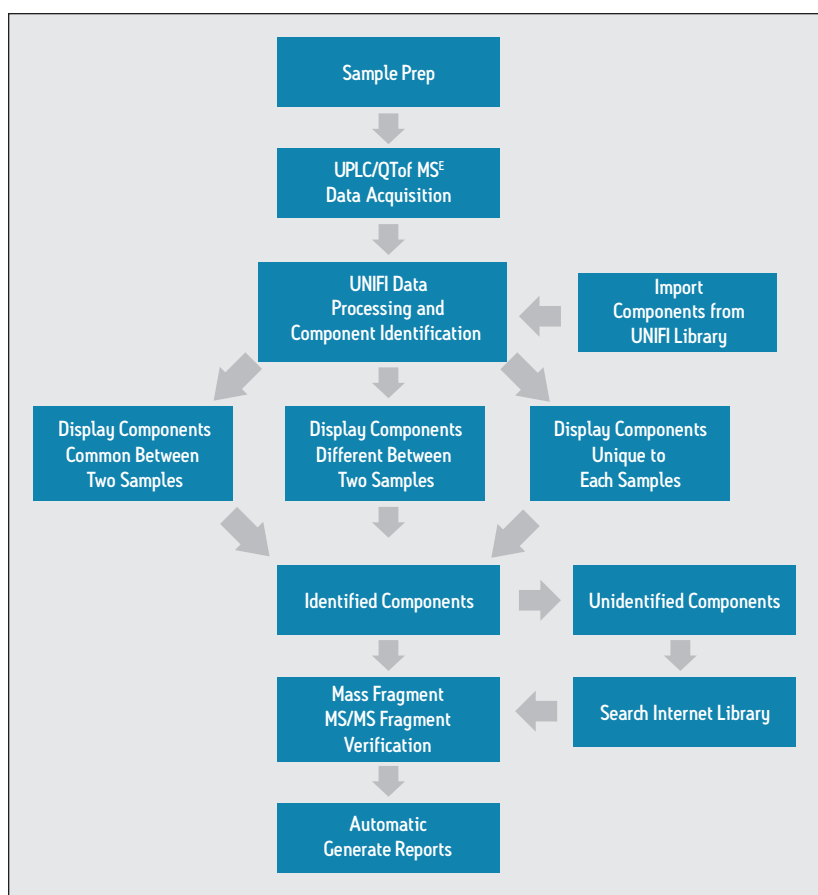 Sample Prep
UPLC/QTof MSᴱ
Data Acquisition
UNIFI Data
Processing and
Component Identification
Import
Components from
UNIFI Library
Display Components
Common Between
Two Samples
Display Components
Different Between
Two Samples
Display Components
Unique to
Each Samples
Identified Components
Unidentified Components
Mass Fragment
MS/MS Fragment
Verification
Search Internet Library
Automatic
Generate Reports